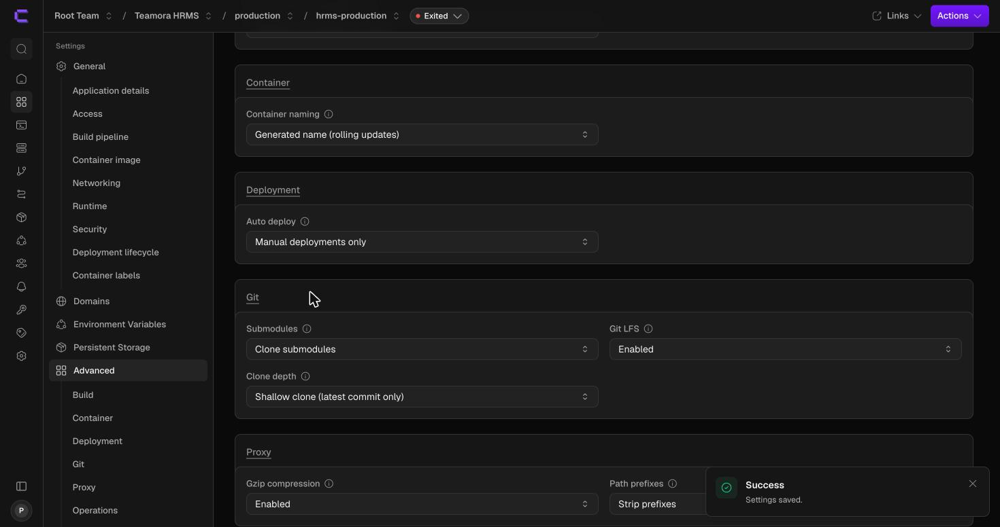 Root Team / Teamora HRMS / production / hrms-production Exited Links Actions
Settings
General
Application details
Access
Build pipeline
Container image
Networking
Runtime
Security
Deployment lifecycle
Container labels
Domains
Environment Variables
Persistent Storage
Advanced
Build
Container
Deployment
Git
Proxy
Operations
P
Container
Container naming
Generated name (rolling updates)
Deployment
Auto deploy
Manual deployments only
Git
Submodules
Clone submodules
Git LFS
Enabled
Clone depth
Shallow clone (latest commit only)
Proxy
Gzip compression
Enabled
Path prefixes
Strip prefixes
Success
Settings saved.